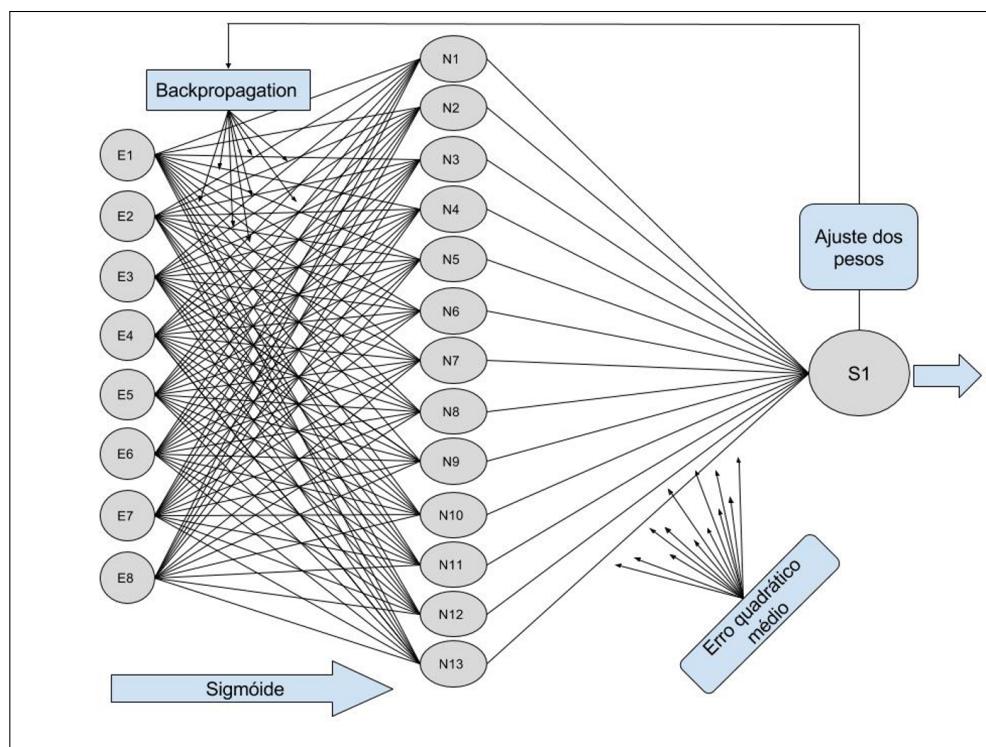 Backpropagation
E1
E2
E3
E4
E5
E6
E7
E8
N1
N2
N3
N4
N5
N6
N7
N8
N9
N10
N11
N12
N13
Ajuste dos
pesos
S1
Erro quadrático
médio
Sigmóide